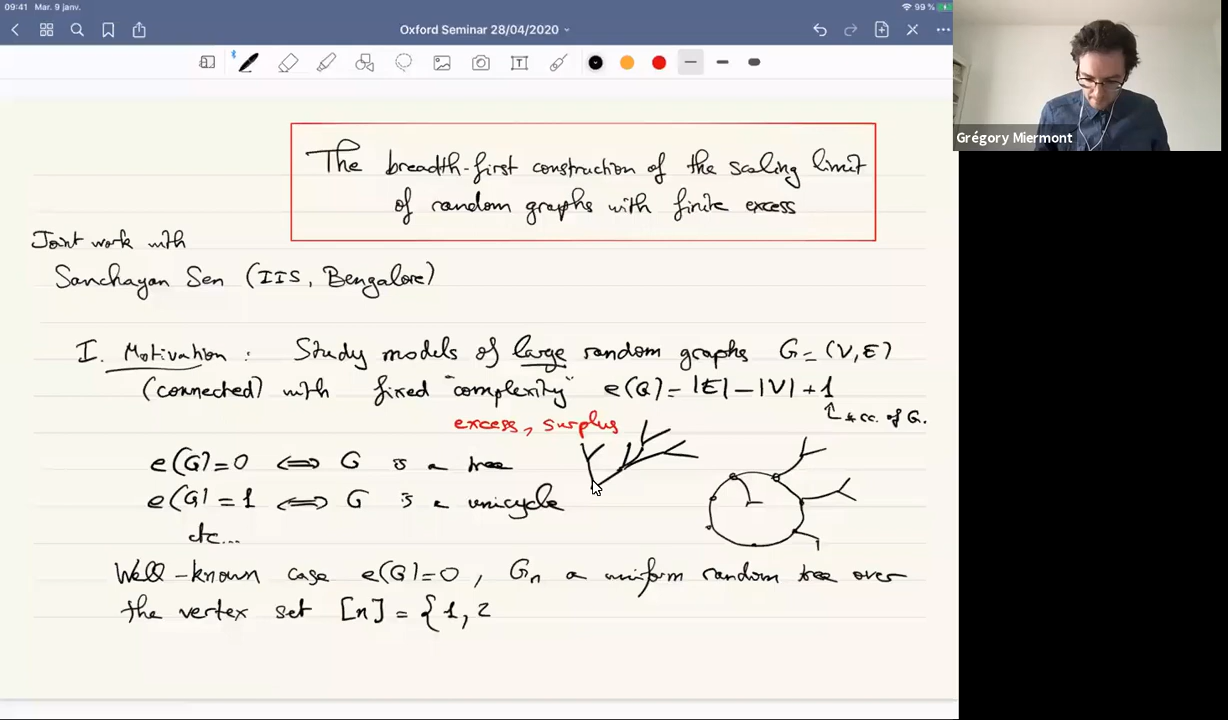 09:41 Mar. 9 janv.
99 %
Oxford Seminar 28/04/2020
Grégory Miermont
The breadth-first construction of the scaling limit
of random graphs with finite excess
Joint work with
Sanchayan Sen (IIS, Bengalore)
I. Motivation : Study models of large random graphs G = (V, E)
(connected) with fixed "complexity" e(G) = |E| - |V| + 1
↑ # cc. of G.
excess, surplus
e(G) = 0 ⟺ G is a tree
e(G) = 1 ⟺ G is a unicycle
etc...
Well-known case e(G)=0, Gn a uniform random tree over
the vertex set [n] = {1, 2